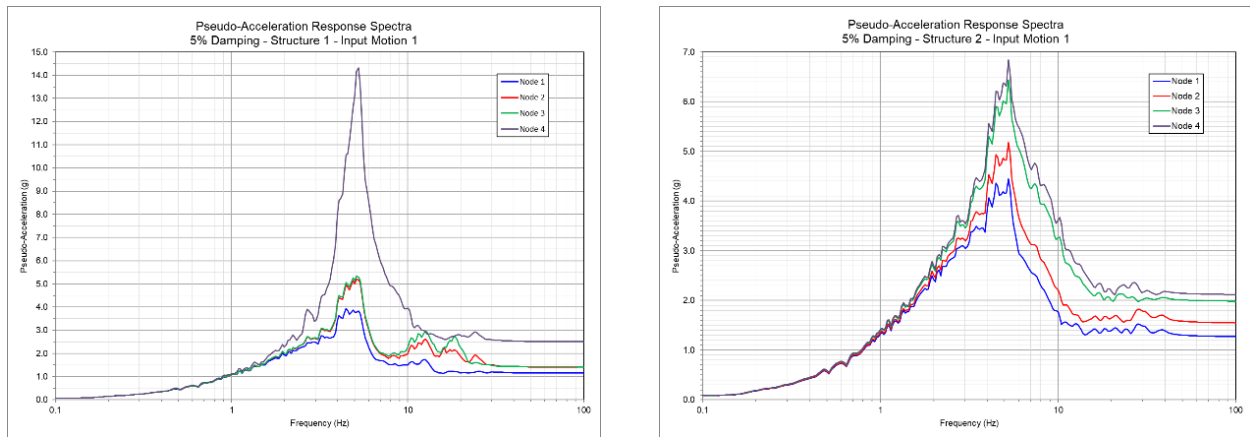 Pseudo-Acceleration Response Spectra
5% Damping - Structure 1 - Input Motion 1
15.0
14.0
13.0
12.0
11.0
10.0
9.0
8.0
7.0
6.0
5.0
4.0
3.0
2.0
1.0
0.0
Pseudo-Acceleration (g)
Node 1
Node 2
Node 3
Node 4
0.1
1
10
100
Frequency (Hz)
Pseudo-Acceleration Response Spectra
5% Damping - Structure 2 - Input Motion 1
7.0
6.0
5.0
4.0
3.0
2.0
1.0
0.0
Pseudo-Acceleration (g)
Node 1
Node 2
Node 3
Node 4
0.1
1
10
100
Frequency (Hz)